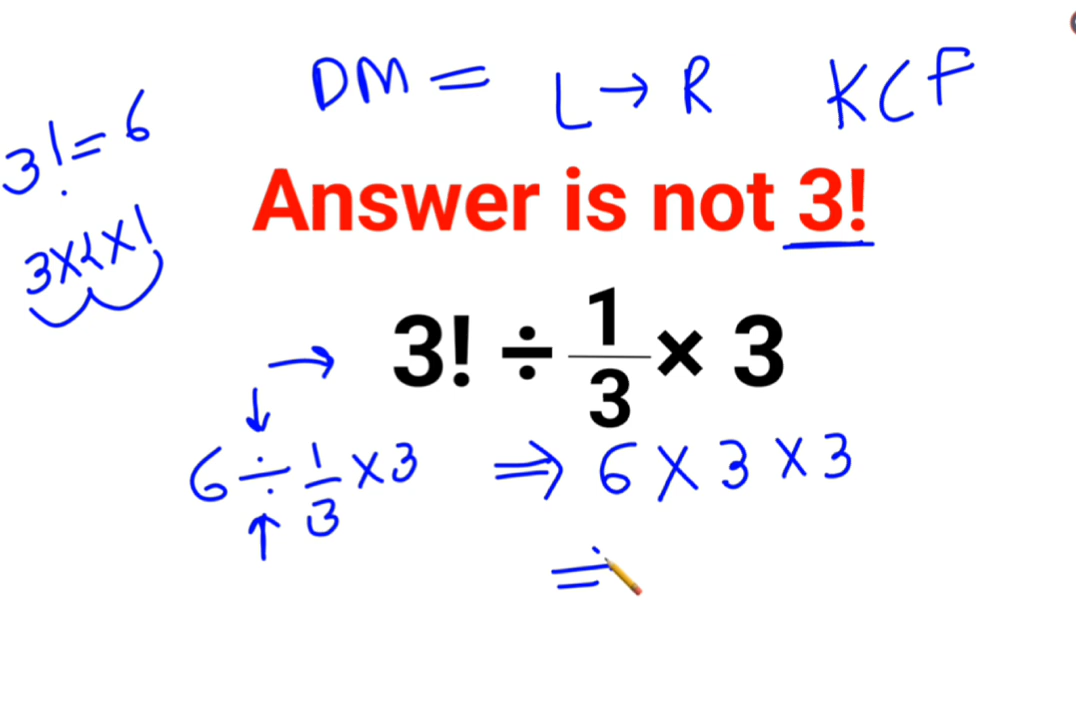 DM = L → R KCF
3! = 6
3×2×1
Answer is not 3!
3! ÷ 1/3 × 3
→
↓
6 ÷ 1/3 × 3 ⇒ 6 × 3 × 3
↑
⇒